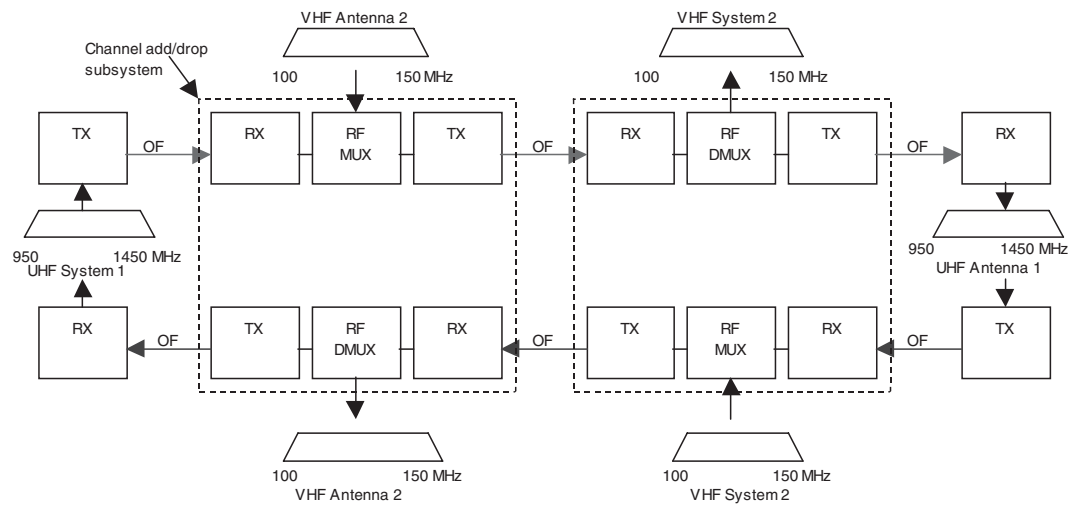 VHF Antenna 2
VHF System 2
Channel add/drop
subsystem
100 150 MHz
100 150 MHz
TX
OF
RX
RF
MUX
TX
OF
RX
RF
DMUX
TX
OF
RX
950 1450 MHz
UHF System 1
950 1450 MHz
UHF Antenna 1
RX
OF
TX
RF
DMUX
RX
OF
TX
RF
MUX
RX
OF
TX
100 150 MHz
VHF Antenna 2
100 150 MHz
VHF System 2